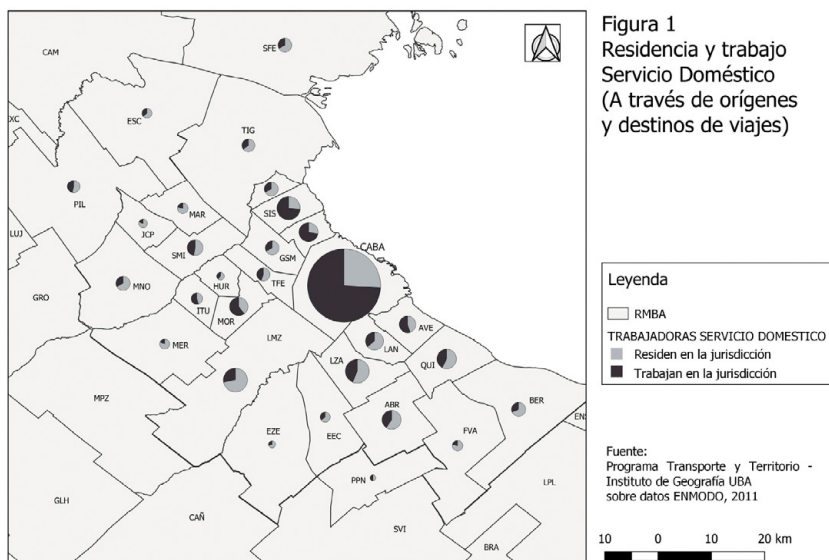 Figura 1
Residencia y trabajo
Servicio Doméstico
(A través de orígenes
y destinos de viajes)
CAM
SFE
XC
ESC
TIG
PIL
MAR
SIS
LUJ
JCP
SMI
GSM
CABA
GRO
MNO
HUR
TFE
ITU
MOR
AVE
MER
LMZ
LAN
LZA
QUI
MPZ
ABR
BER
EZE
EEC
FVA
ENS
PPN
LPL
GLH
CAÑ
SVI
BRA
Leyenda
RMBA
TRABAJADORAS SERVICIO DOMESTICO
Residen en la jurisdicción
Trabajan en la jurisdicción
Fuente:
Programa Transporte y Territorio -
Instituto de Geografía UBA
sobre datos ENMODO, 2011
10 0 10 20 km